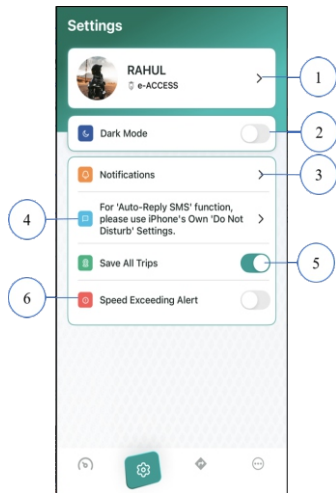 Settings
RAHUL
e-ACCESS
1
Dark Mode
2
Notifications
3
For 'Auto-Reply SMS' function,
please use iPhone's Own 'Do Not
Disturb' Settings.
4
Save All Trips
5
6
Speed Exceeding Alert